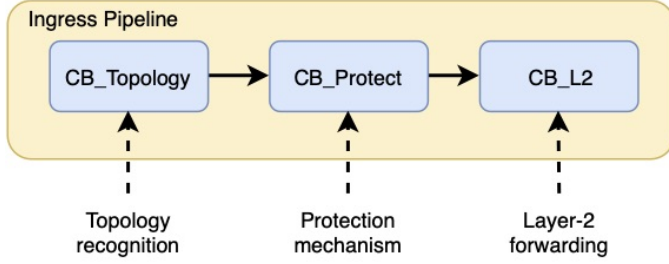 Ingress Pipeline
CB_Topology
CB_Protect
CB_L2
Topology
recognition
Protection
mechanism
Layer-2
forwarding